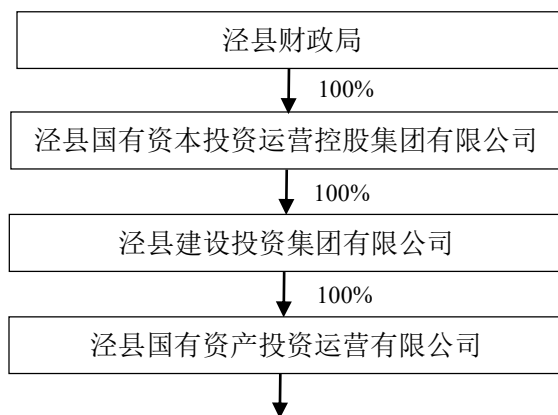 泾县财政局
100%
泾县国有资本投资运营控股集团有限公司
100%
泾县建设投资集团有限公司
100%
泾县国有资产投资运营有限公司